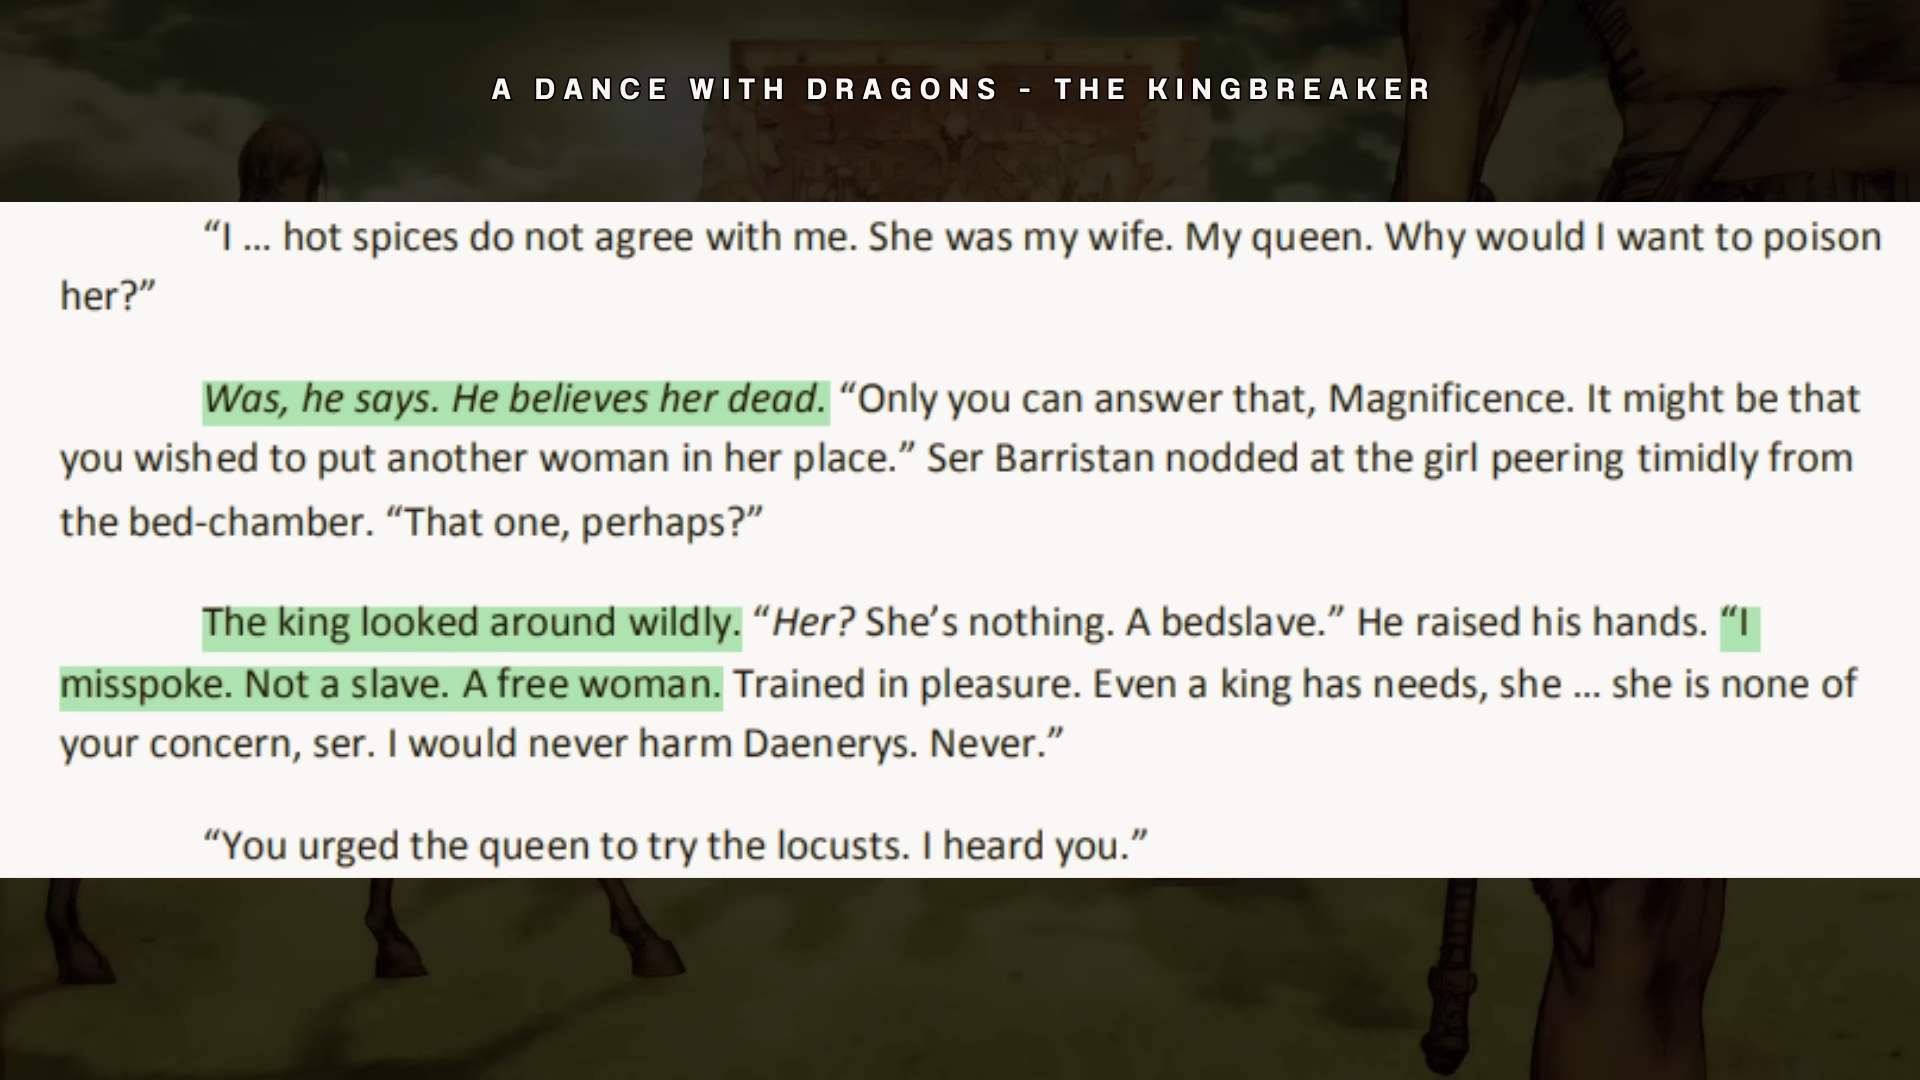 A DANCE WITH DRAGONS - THE KINGBREAKER
“I ... hot spices do not agree with me. She was my wife. My queen. Why would I want to poison
her?”
Was, he says. He believes her dead. “Only you can answer that, Magnificence. It might be that
you wished to put another woman in her place.” Ser Barristan nodded at the girl peering timidly from
the bed-chamber. “That one, perhaps?”
The king looked around wildly. “Her? She’s nothing. A bedslave.” He raised his hands. “I
misspoke. Not a slave. A free woman. Trained in pleasure. Even a king has needs, she ... she is none of
your concern, ser. I would never harm Daenerys. Never.”
“You urged the queen to try the locusts. I heard you.”